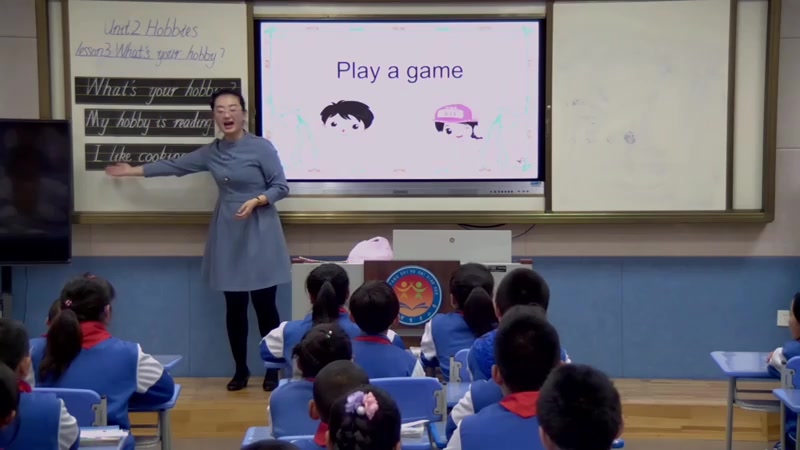 Unit2 Hobbies
lesson3 What's your hobby?
What's your hobby?
My hobby is reading
I like cooking
Play a game